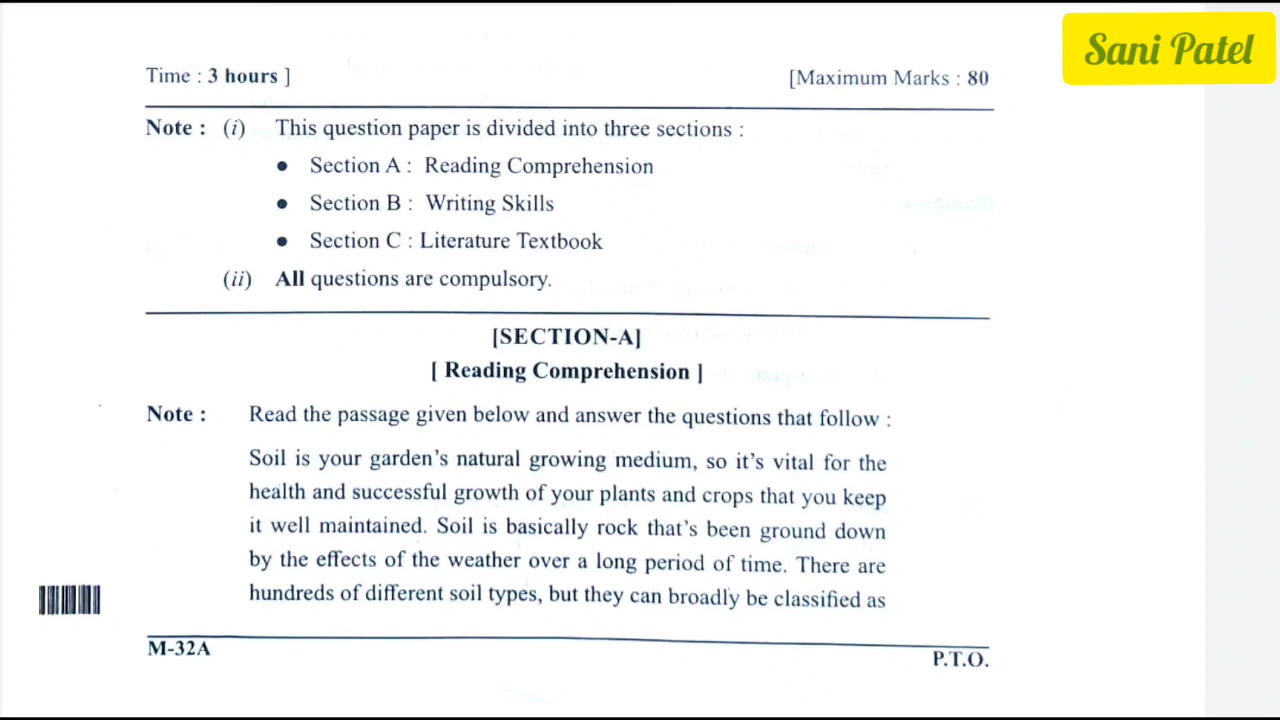 Sani Patel
Time : 3 hours ]
[Maximum Marks : 80
Note : (i) This question paper is divided into three sections :
● Section A : Reading Comprehension
● Section B : Writing Skills
● Section C : Literature Textbook
(ii) All questions are compulsory.
[SECTION-A]
[ Reading Comprehension ]
Note : Read the passage given below and answer the questions that follow :
Soil is your garden’s natural growing medium, so it’s vital for the
health and successful growth of your plants and crops that you keep
it well maintained. Soil is basically rock that’s been ground down
by the effects of the weather over a long period of time. There are
hundreds of different soil types, but they can broadly be classified as
M-32A
P.T.O.